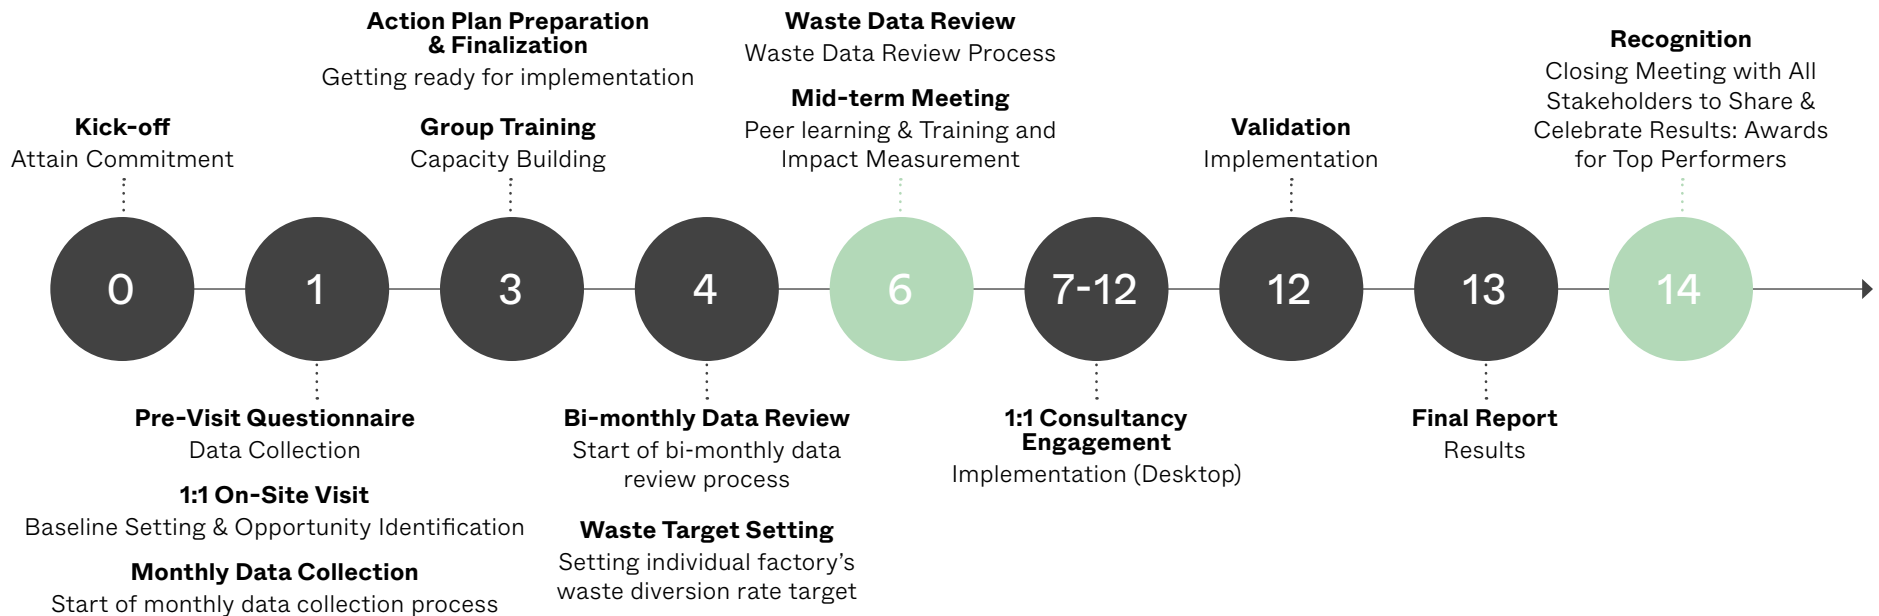 Action Plan Preparation
& Finalization
Getting ready for implementation
Waste Data Review
Waste Data Review Process
Recognition
Closing Meeting with All
Stakeholders to Share &
Celebrate Results: Awards
for Top Performers
Kick-off
Attain Commitment
Group Training
Capacity Building
Mid-term Meeting
Peer learning & Training and
Impact Measurement
Validation
Implementation
0
1
3
4
6
7-12
12
13
14
Pre-Visit Questionnaire
Data Collection
1:1 On-Site Visit
Baseline Setting & Opportunity Identification
Monthly Data Collection
Start of monthly data collection process
Bi-monthly Data Review
Start of bi-monthly data
review process
Waste Target Setting
Setting individual factory’s
waste diversion rate target
1:1 Consultancy
Engagement
Implementation (Desktop)
Final Report
Results